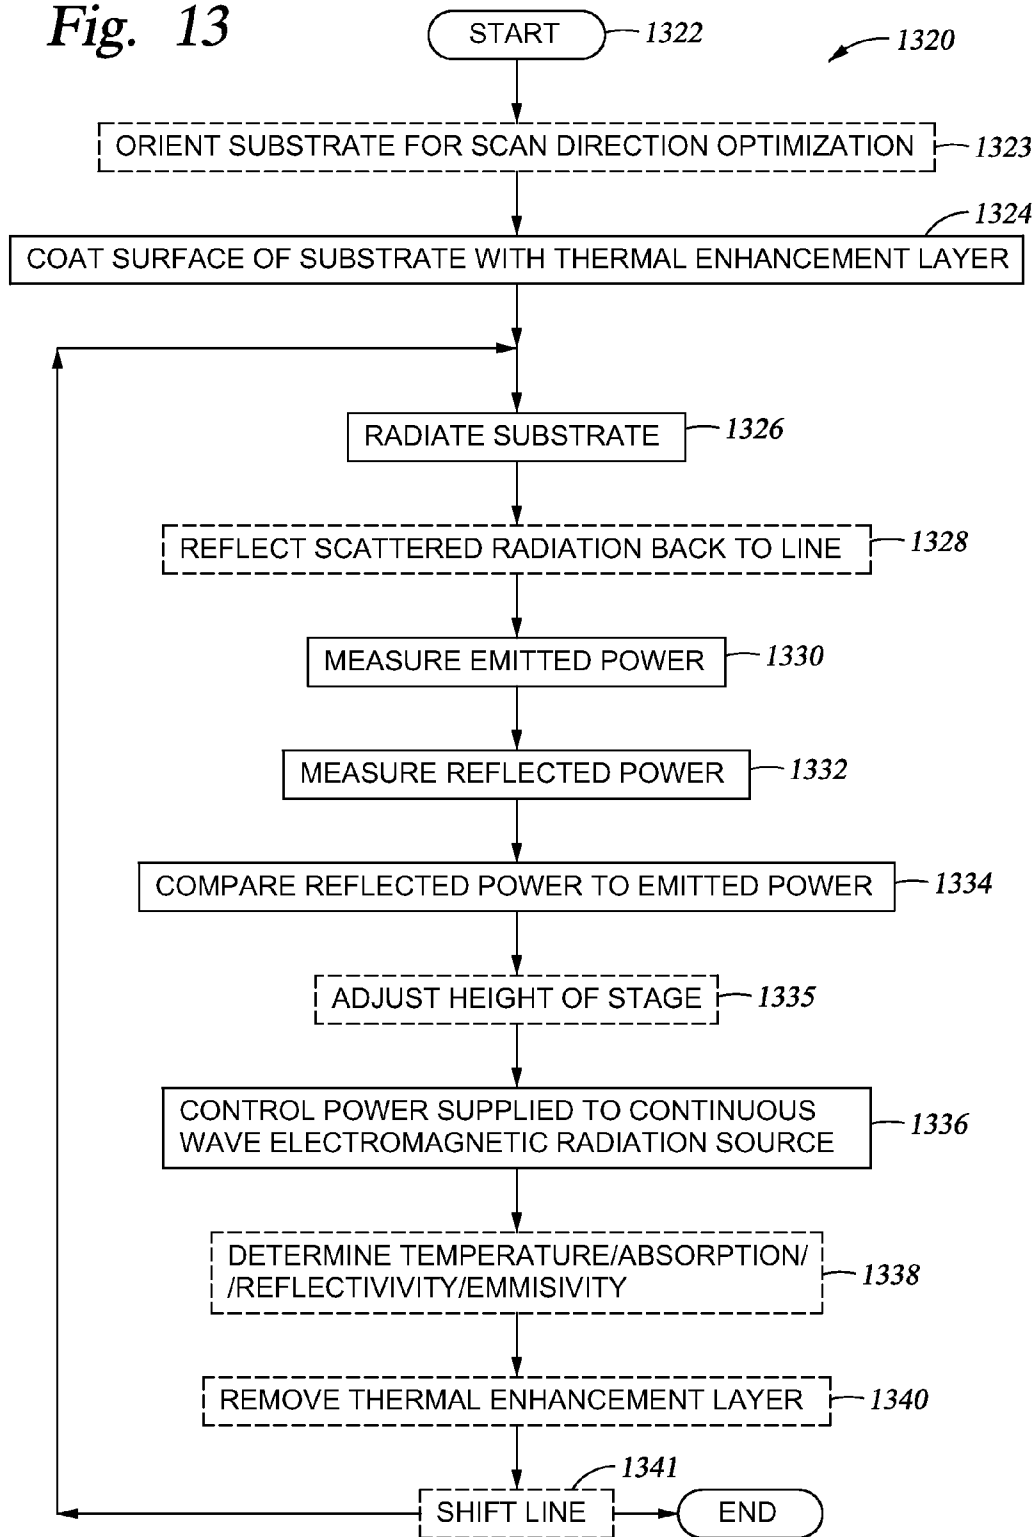 Fig. 13
START
1322
1320
ORIENT SUBSTRATE FOR SCAN DIRECTION OPTIMIZATION
1323
1324
COAT SURFACE OF SUBSTRATE WITH THERMAL ENHANCEMENT LAYER
RADIATE SUBSTRATE
1326
REFLECT SCATTERED RADIATION BACK TO LINE
1328
MEASURE EMITTED POWER
1330
MEASURE REFLECTED POWER
1332
COMPARE REFLECTED POWER TO EMITTED POWER
1334
ADJUST HEIGHT OF STAGE
1335
CONTROL POWER SUPPLIED TO CONTINUOUS
WAVE ELECTROMAGNETIC RADIATION SOURCE
1336
DETERMINE TEMPERATURE/ABSORPTION/
/REFLECTIVIVITY/EMMISIVITY
1338
REMOVE THERMAL ENHANCEMENT LAYER
1340
1341
SHIFT LINE
END